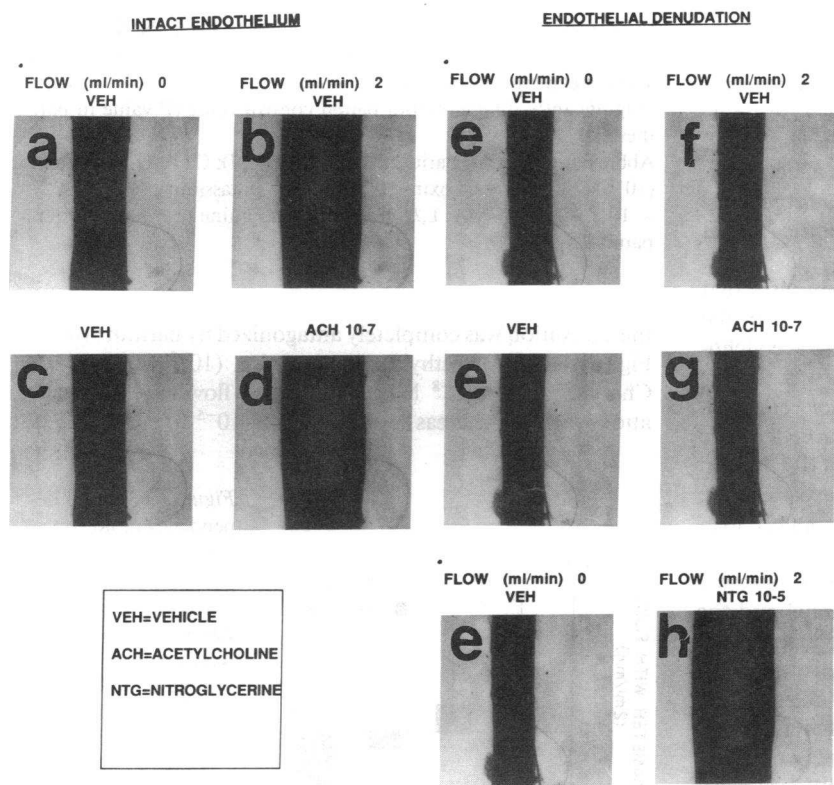 INTACT ENDOTHELIUM
ENDOTHELIAL DENUDATION
FLOW (ml/min) 0
VEH
FLOW (ml/min) 2
VEH
FLOW (ml/min) 0
VEH
FLOW (ml/min) 2
VEH
a
b
e
f
VEH
ACH 10-7
VEH
ACH 10-7
c
d
e
g
FLOW (ml/min) 0
VEH
FLOW (ml/min) 2
NTG 10-5
e
h
VEH=VEHICLE
ACH=ACETYLCHOLINE
NTG=NITROGLYCERINE